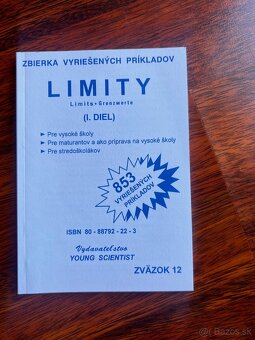 ZBIERKA VYRIEŠENÝCH PRÍKLADOV
LIMITY
Limits • Grenzwerte
(I. DIEL)
Pre vysoké školy
Pre maturantov a ako príprava na vysoké školy
Pre stredoškolákov
853
VYRIEŠENÝCH
PRÍKLADOV
ISBN 80 - 88792 - 22 - 3
Vydavateľstvo
YOUNG SCIENTIST
ZVÄZOK 12
© Bazos.sk